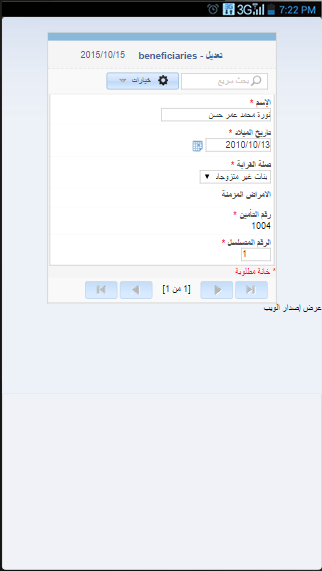 3G 7:22 PM
تعديل - beneficiaries 2015/10/15
بحث سريع خيارات
الإسم *
نورة محمد عمر حسن
تاريخ الميلاد *
2010/10/13
صلة القرابة *
بنات غير متزوجات
الامراض المزمنة
رقم التأمين *
1004
الرقم المتسلسل *
1
* خانة مطلوبة
[1 من 1]
عرض إصدار الويب